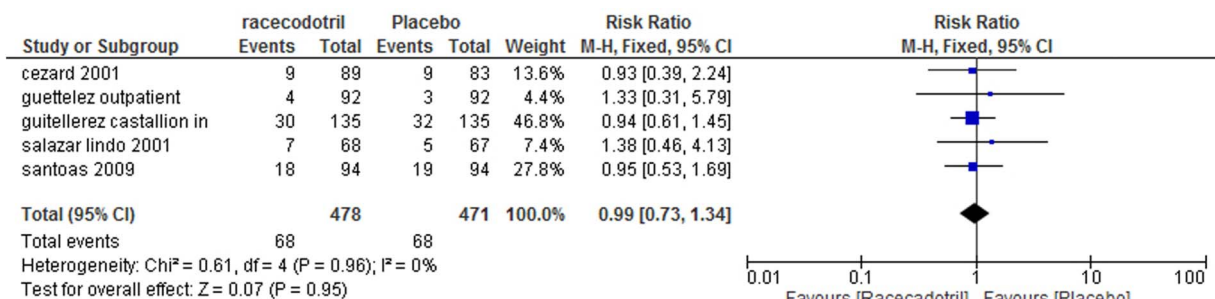 racecodotril Placebo Risk Ratio Risk Ratio
Study or Subgroup Events Total Events Total Weight M-H, Fixed, 95% CI M-H, Fixed, 95% CI
cezard 2001 9 89 9 83 13.6% 0.93 [0.39, 2.24]
guettelez outpatient 4 92 3 92 4.4% 1.33 [0.31, 5.79]
guitellerez castallion in 30 135 32 135 46.8% 0.94 [0.61, 1.45]
salazar lindo 2001 7 68 5 67 7.4% 1.38 [0.46, 4.13]
santoas 2009 18 94 19 94 27.8% 0.95 [0.53, 1.69]
Total (95% CI) 478 471 100.0% 0.99 [0.73, 1.34]
Total events 68 68
Heterogeneity: Chi² = 0.61, df = 4 (P = 0.96); I² = 0%
Test for overall effect: Z = 0.07 (P = 0.95)
0.01 0.1 1 10 100
Favours [Racecadotril] Favours [Placebo]